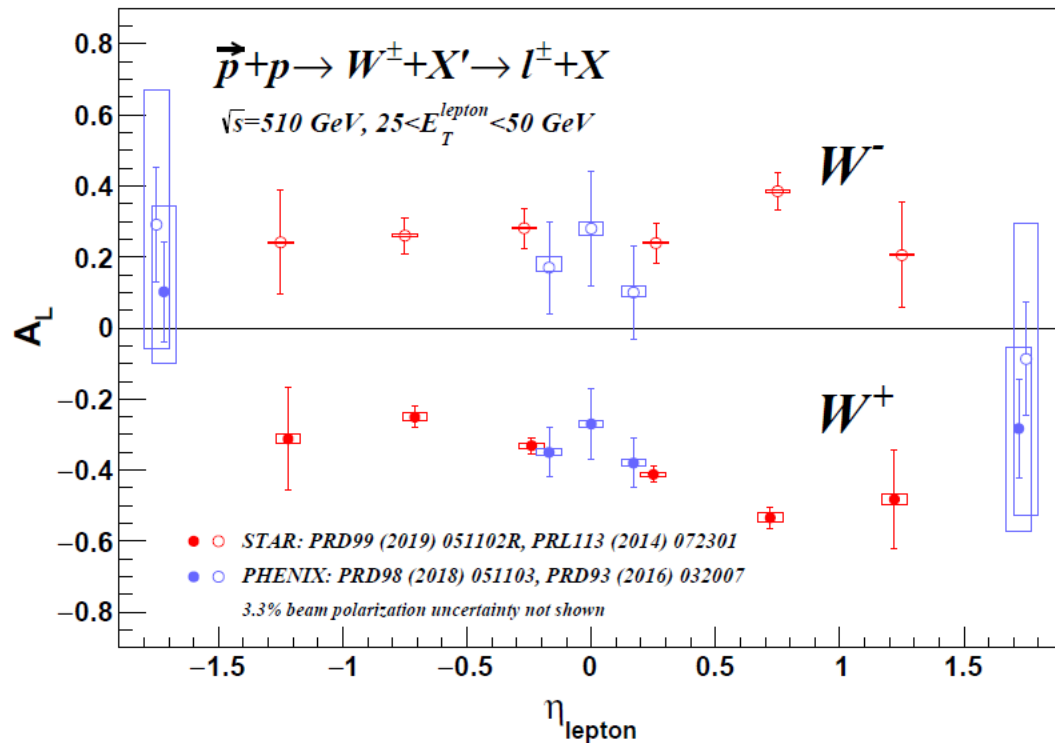 p⃗+p→ W±+X′→ l±+X
√s=510 GeV, 25<E_T^lepton<50 GeV
W-
W+
STAR: PRD99 (2019) 051102R, PRL113 (2014) 072301
PHENIX: PRD98 (2018) 051103, PRD93 (2016) 032007
3.3% beam polarization uncertainty not shown
A_L
0.8
0.6
0.4
0.2
0
−0.2
−0.4
−0.6
−0.8
−1.5 −1 −0.5 0 0.5 1 1.5
η_lepton